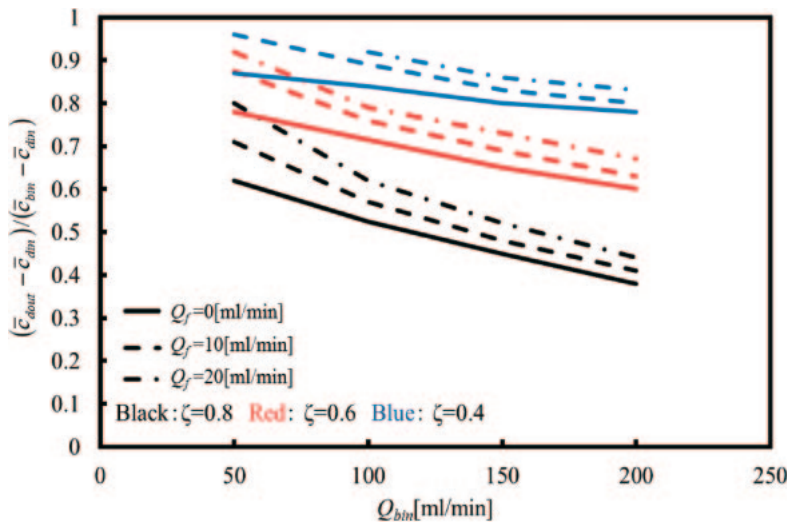 1
0.9
0.8
0.7
0.6
0.5
0.4
0.3
0.2
0.1
0
(c̅dout − c̅din)/(c̅bin − c̅din)
Qf=0[ml/min]
Qf=10[ml/min]
Qf=20[ml/min]
Black: ζ=0.8 Red: ζ=0.6 Blue: ζ=0.4
0 50 100 150 200 250
Qbin[ml/min]